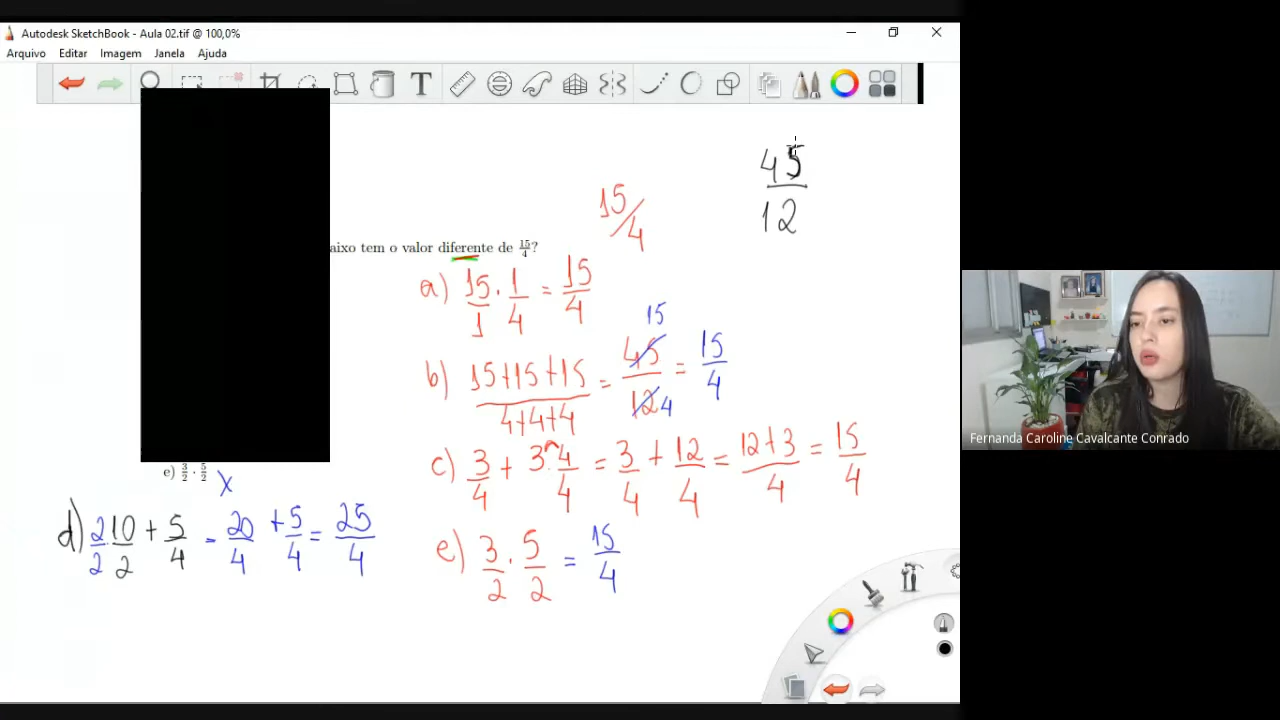 Autodesk SketchBook - Aula 02.tif @ 100,0%
Arquivo Editar Imagem Janela Ajuda
T
45/12
15/4
aixo tem o valor diferente de 15/4?
a) 15/1 · 1/4 = 15/4
15
b) 15+15+15/4+4+4 = 45/12 = 15/4
4
c) 3/4 + 3·4/4 = 3/4 + 12/4 = 12+3/4 = 15/4
e) 3/2 · 5/2 X
d) 2/2 · 10/2 + 5/4 = 20/4 + 5/4 = 25/4
e) 3/2 · 5/2 = 15/4
Fernanda Caroline Cavalcante Conrado